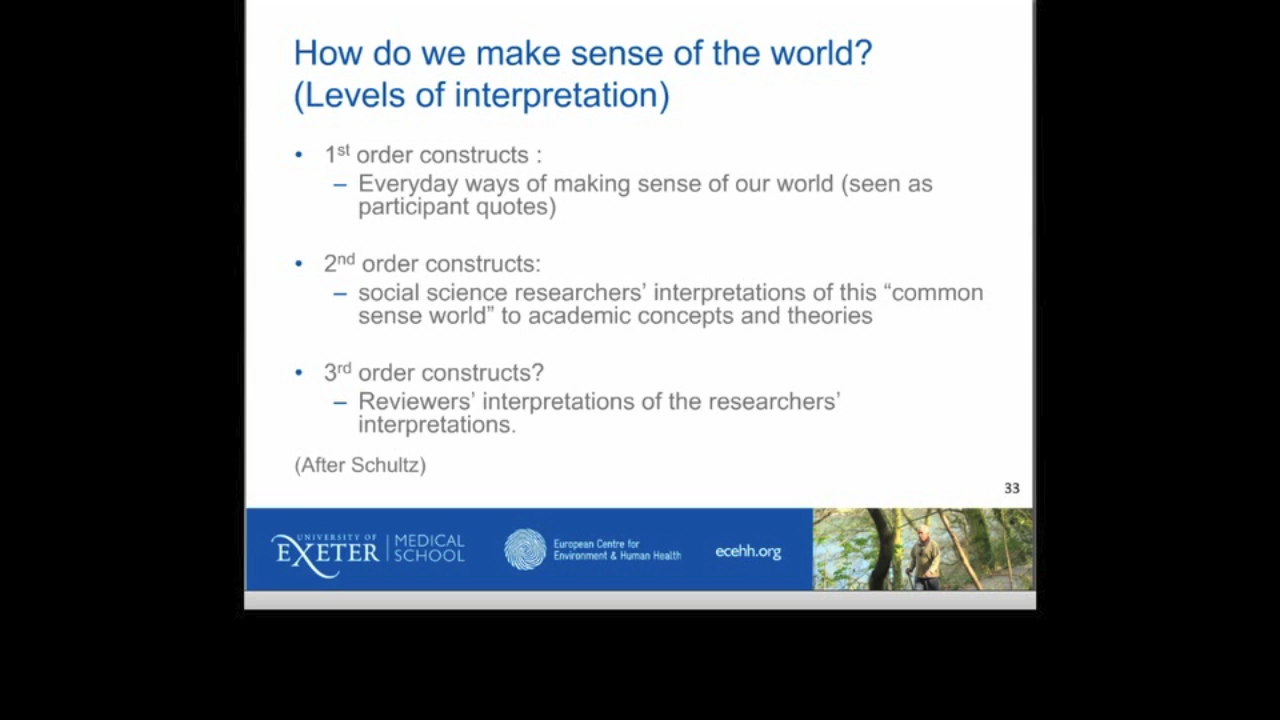 How do we make sense of the world?
(Levels of interpretation)
• 1st order constructs :
– Everyday ways of making sense of our world (seen as
participant quotes)
• 2nd order constructs:
– social science researchers’ interpretations of this “common
sense world” to academic concepts and theories
• 3rd order constructs?
– Reviewers’ interpretations of the researchers’
interpretations.
(After Schultz)
33
UNIVERSITY OF
EXETER
MEDICAL
SCHOOL
European Centre for
Environment & Human Health
ecehh.org